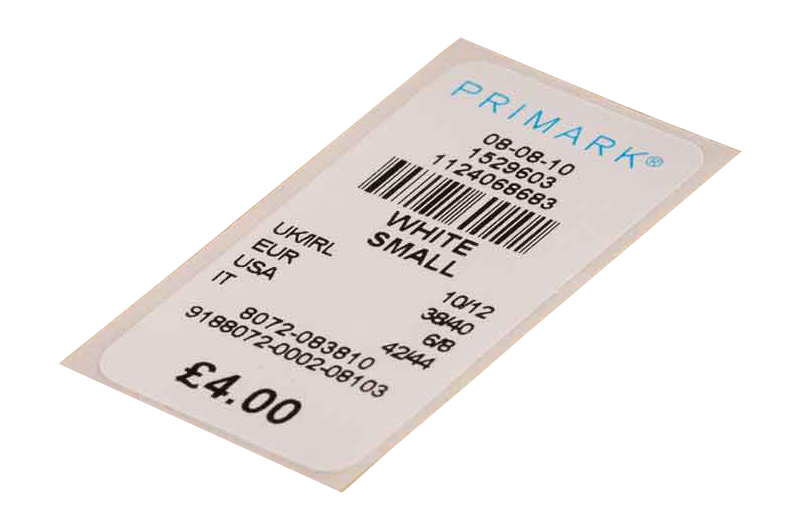 PRIMARK®
08-08-10
1529603
1124068683
WHITE
SMALL
UK/IRL 10/12
EUR 38/40
USA 6/8
IT 42/44
8072-083810
9188072-0002-08103
£4.00